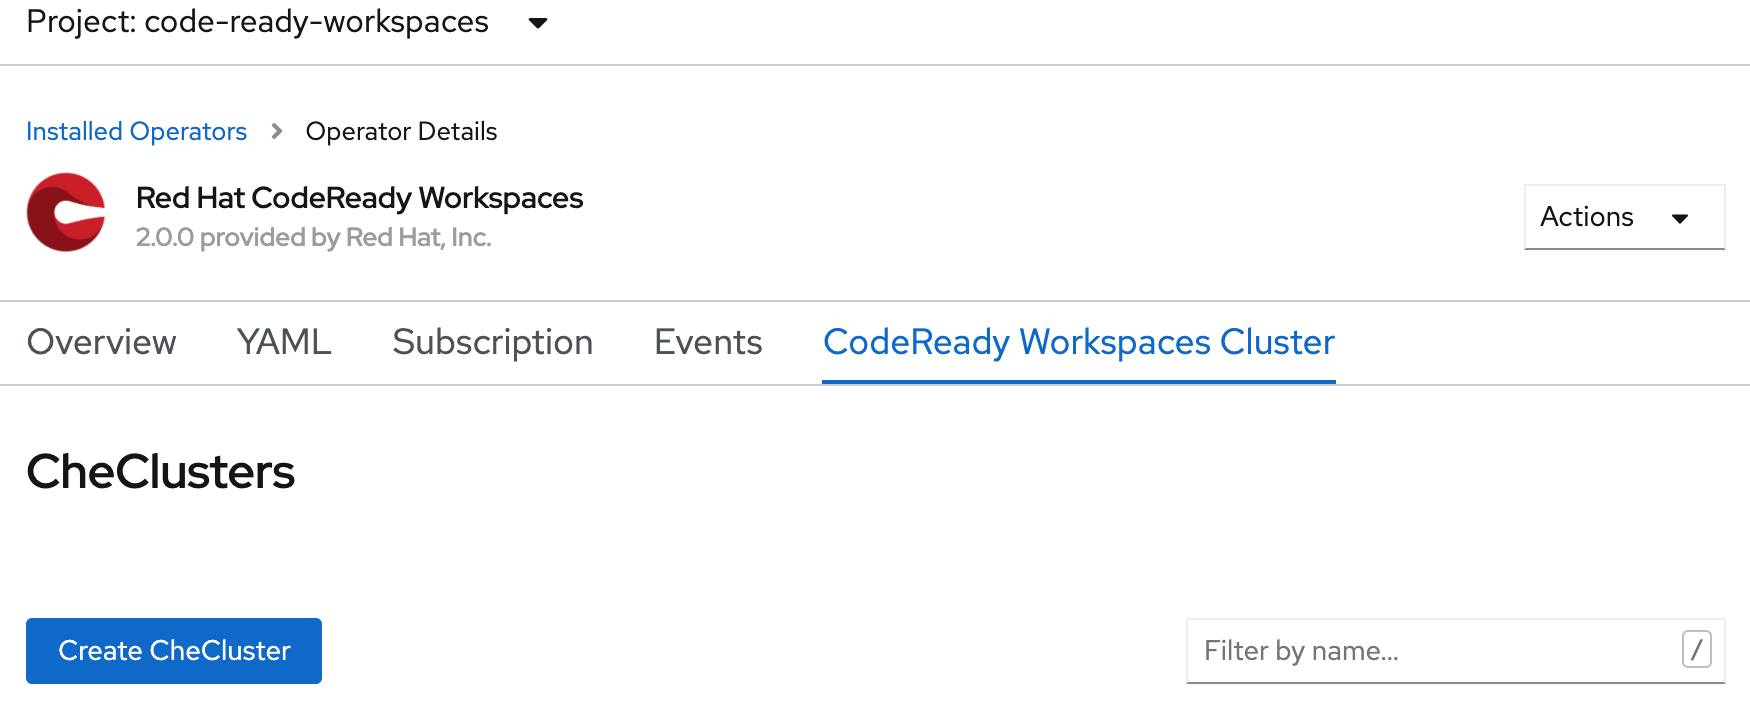 Project: code-ready-workspaces
Installed Operators > Operator Details
Red Hat CodeReady Workspaces
2.0.0 provided by Red Hat, Inc.
Actions
Overview YAML Subscription Events CodeReady Workspaces Cluster
CheClusters
Create CheCluster
Filter by name...
/